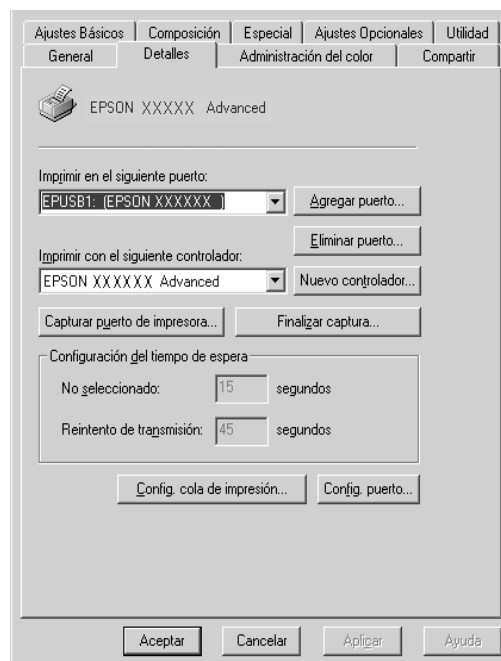 Ajustes Básicos Composición Especial Ajustes Opcionales Utilidad
General Detalles Administración del color Compartir
EPSON XXXXX Advanced
Imprimir en el siguiente puerto:
EPUSB1: (EPSON XXXXXX ) Agregar puerto...
Eliminar puerto...
Imprimir con el siguiente controlador:
EPSON XXXXXX Advanced Nuevo controlador...
Capturar puerto de impresora... Finalizar captura...
Configuración del tiempo de espera
No seleccionado: 15 segundos
Reintento de transmisión: 45 segundos
Config. cola de impresión... Config. puerto...
Aceptar Cancelar Aplicar Ayuda